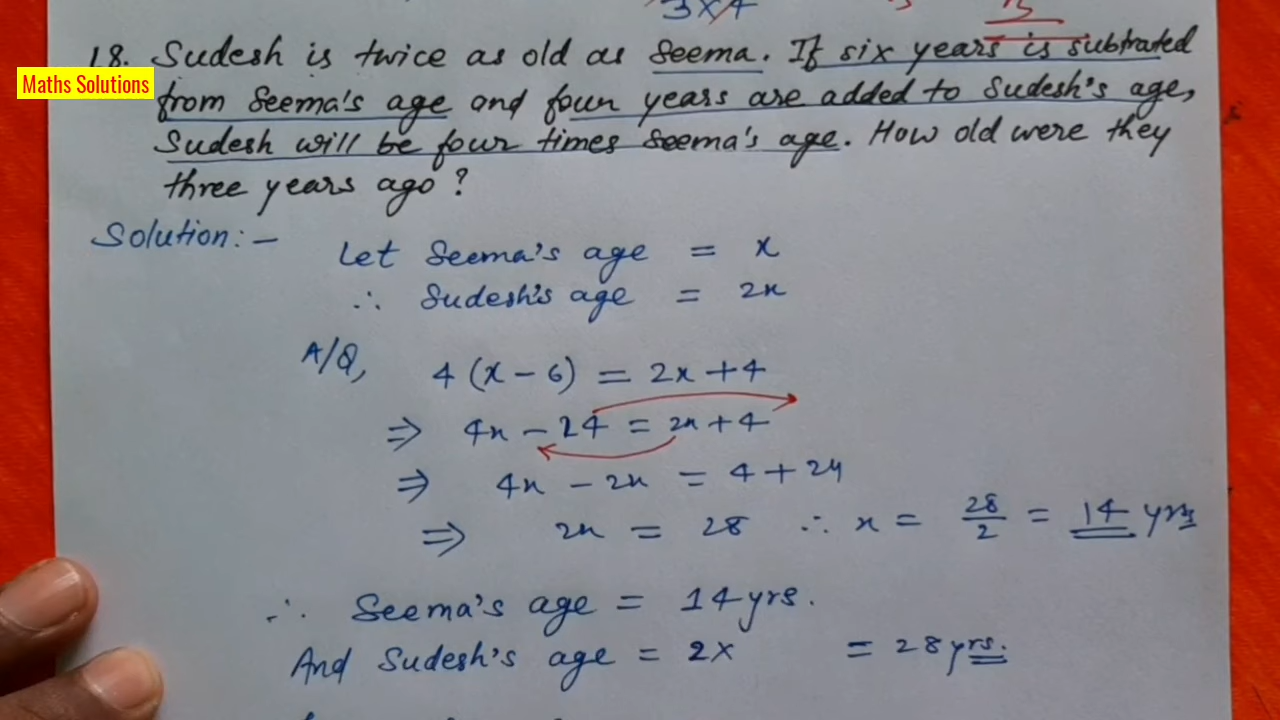 3x4
18. Sudesh is twice as old as Seema. If six years is subtrated
Maths Solutions
from Seema's age and four years are added to Sudesh's age,
Sudesh will be four times Seema's age. How old were they
three years ago?
Solution:-
Let Seema's age = x
∴ Sudesh's age = 2x
A/Q,
4 (x - 6) = 2x + 4
⇒ 4x - 24 = 2x + 4
⇒ 4x - 2x = 4 + 24
⇒ 2x = 28 ∴ x = 28/2 = 14 yrs
∴ Seema's age = 14 yrs.
And Sudesh's age = 2x = 28 yrs.